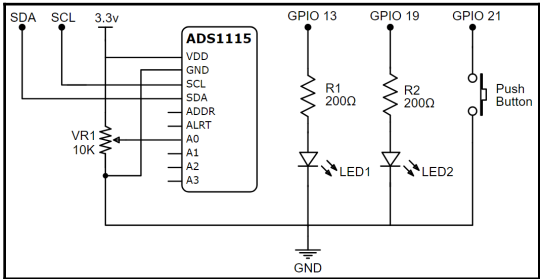 SDA SCL 3.3v GPIO 13 GPIO 19 GPIO 21
ADS1115
VDD
GND
SCL
SDA
ADDR
ALRT
A0
A1
A2
A3
VR1
10K
R1
200Ω
R2
200Ω
Push
Button
LED1
LED2
GND